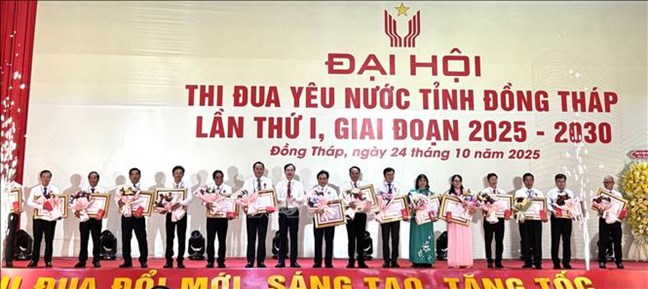 ĐẠI HỘI
THI ĐUA YÊU NƯỚC TỈNH ĐỒNG THÁP
LẦN THỨ I, GIAI ĐOẠN 2025 - 2030
Đồng Tháp, ngày 24 tháng 10 năm 2025
ĐUA ĐỔI MỚI, SÁNG TẠO, TĂNG TỐC